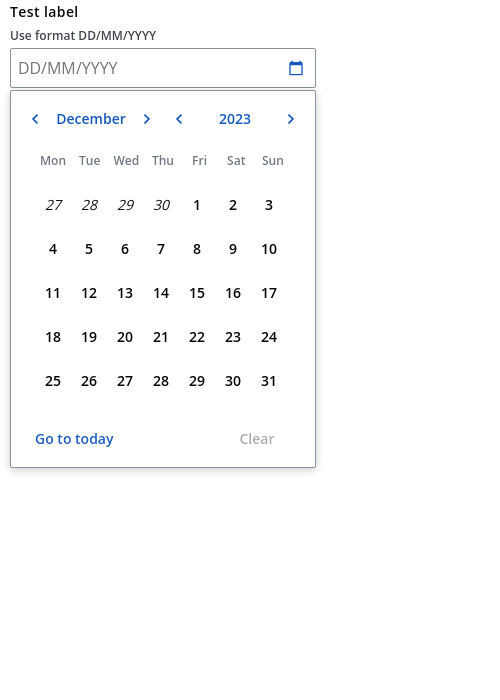 Test label
Use format DD/MM/YYYY
DD/MM/YYYY
December 2023
Mon Tue Wed Thu Fri Sat Sun
27 28 29 30 1 2 3
4 5 6 7 8 9 10
11 12 13 14 15 16 17
18 19 20 21 22 23 24
25 26 27 28 29 30 31
Go to today Clear